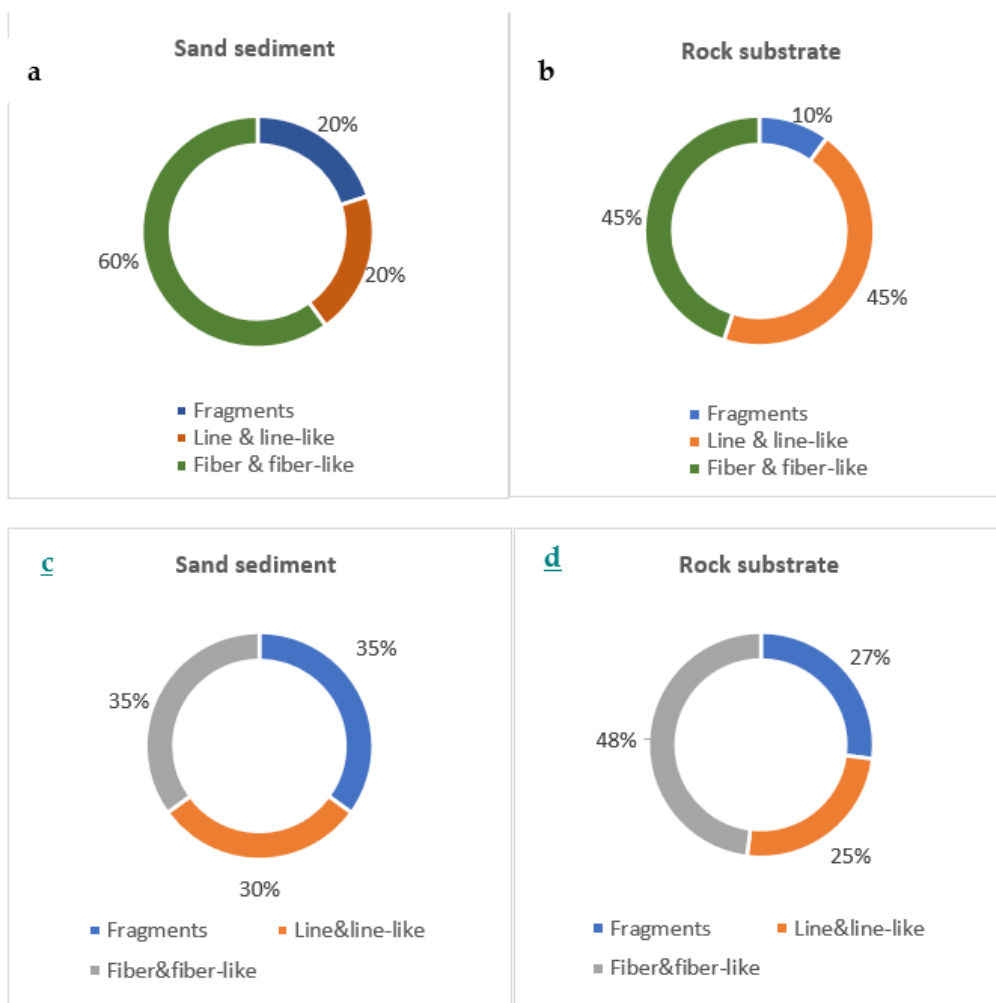 a
Sand sediment
20%
20%
60%
Fragments
Line & line-like
Fiber & fiber-like
b
Rock substrate
10%
45%
45%
Fragments
Line & line-like
Fiber & fiber-like
c
Sand sediment
35%
35%
30%
Fragments Line&line-like
Fiber&fiber-like
d
Rock substrate
27%
48%
25%
Fragments Line&line-like
Fiber&fiber-like